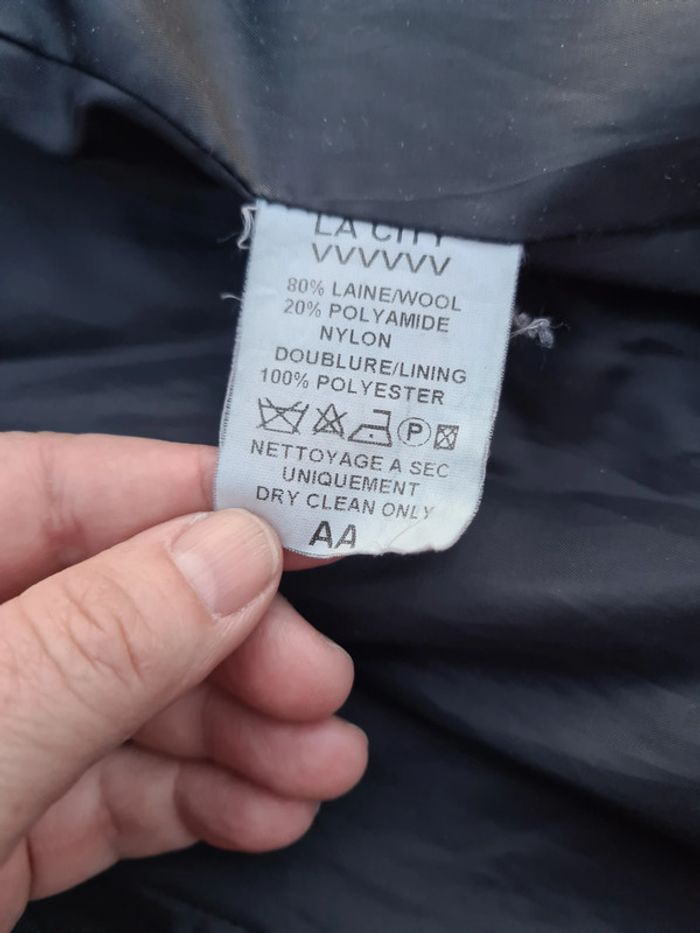 LA CITY
VVVVVV
80% LAINE/WOOL
20% POLYAMIDE
NYLON
DOUBLURE/LINING
100% POLYESTER
P
NETTOYAGE A SEC
UNIQUEMENT
DRY CLEAN ONLY
AA